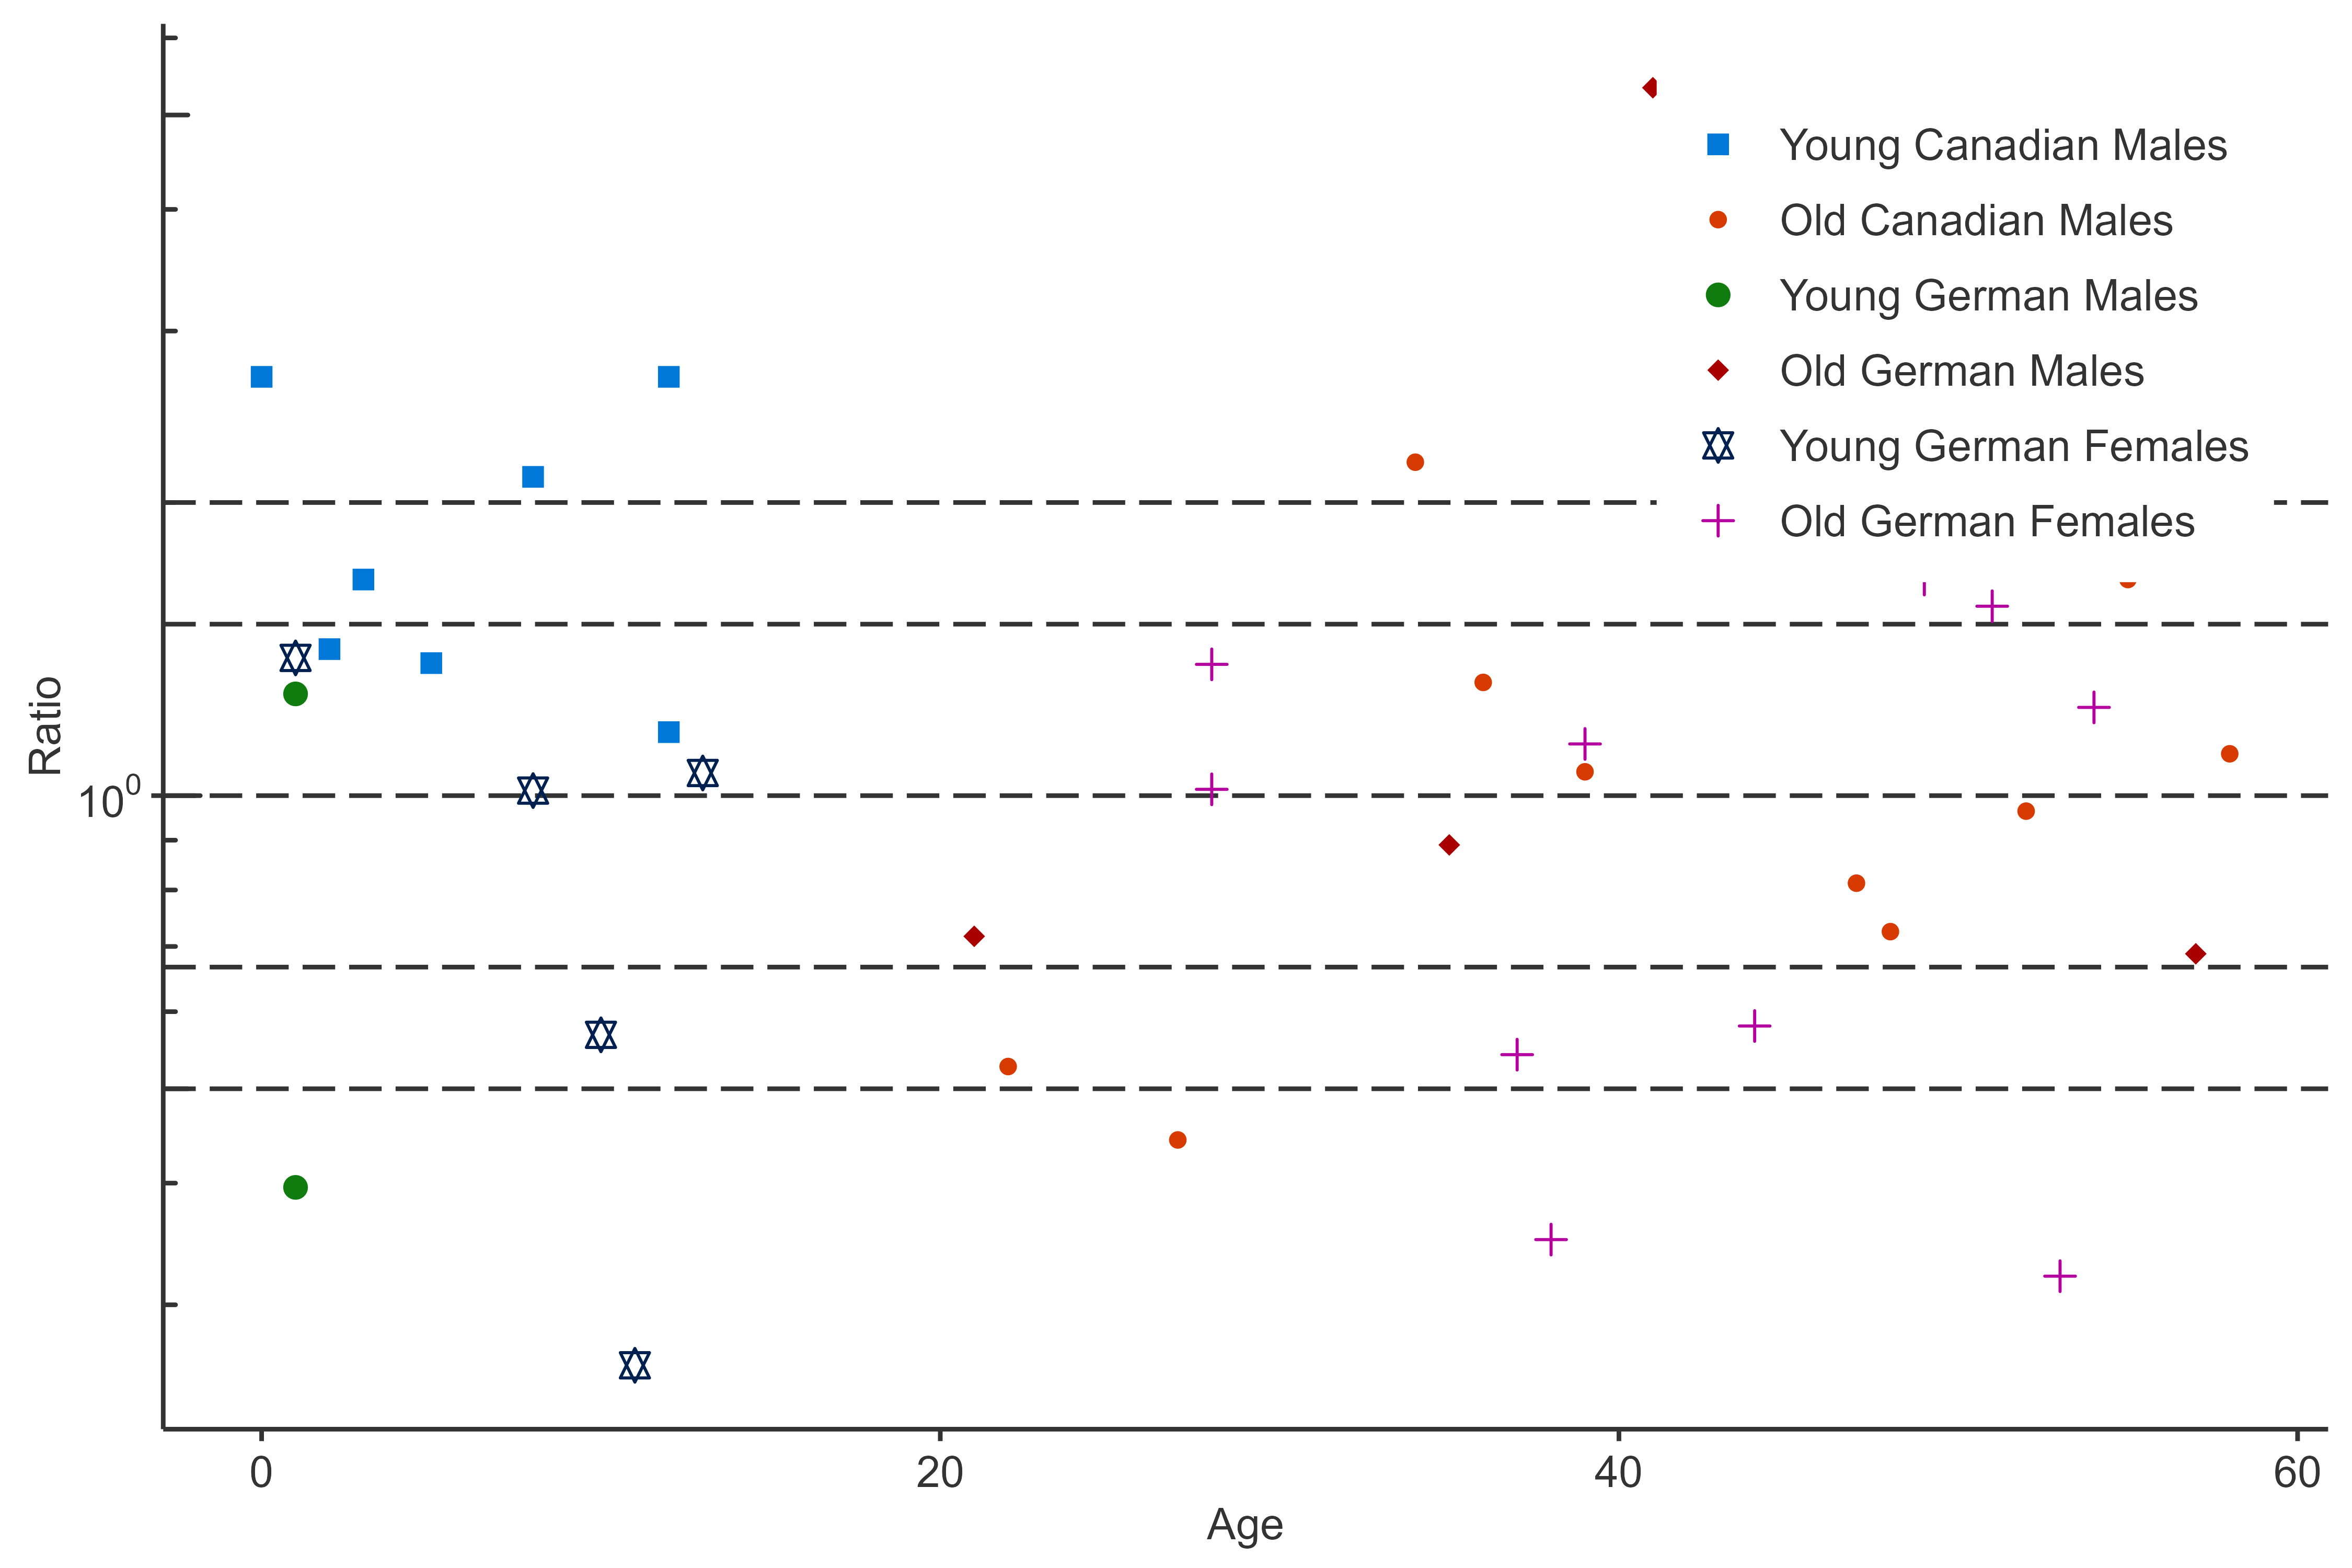 Young Canadian Males
Old Canadian Males
Young German Males
Old German Males
Young German Females
Old German Females
Ratio
10⁰
0 20 40 60
Age